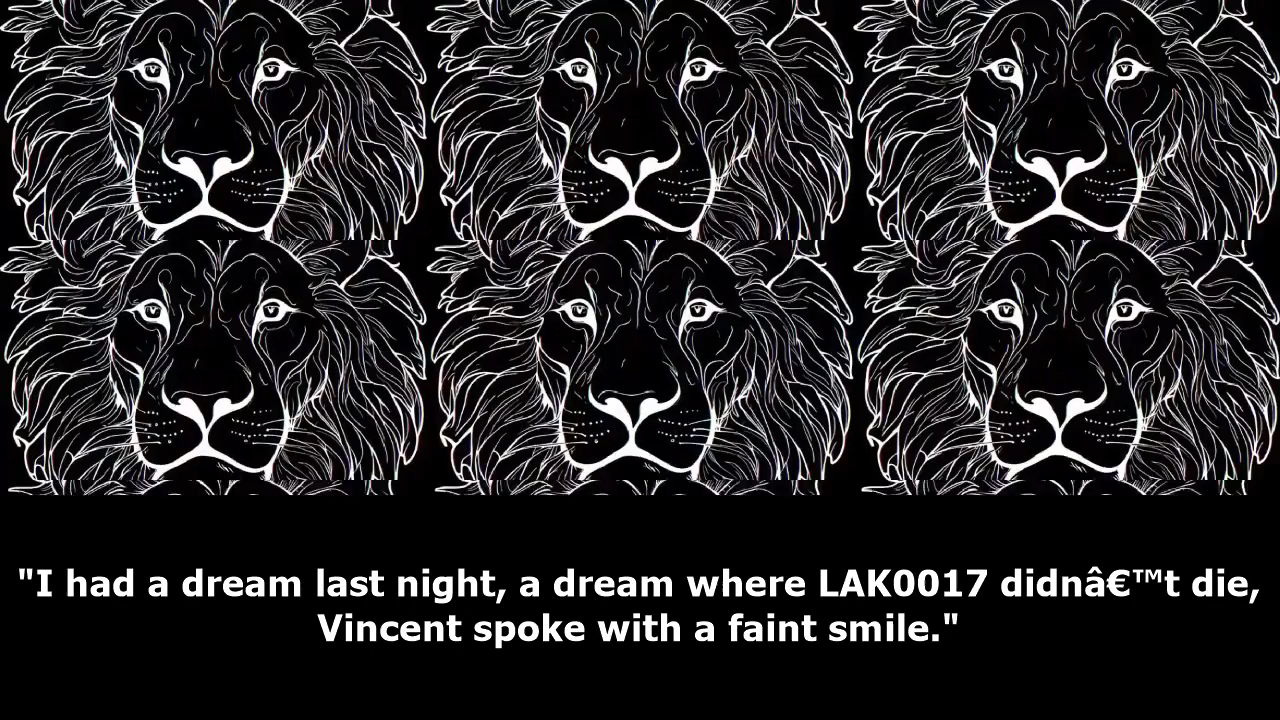 "I had a dream last night, a dream where LAK0017 didnâ€™t die,
Vincent spoke with a faint smile."